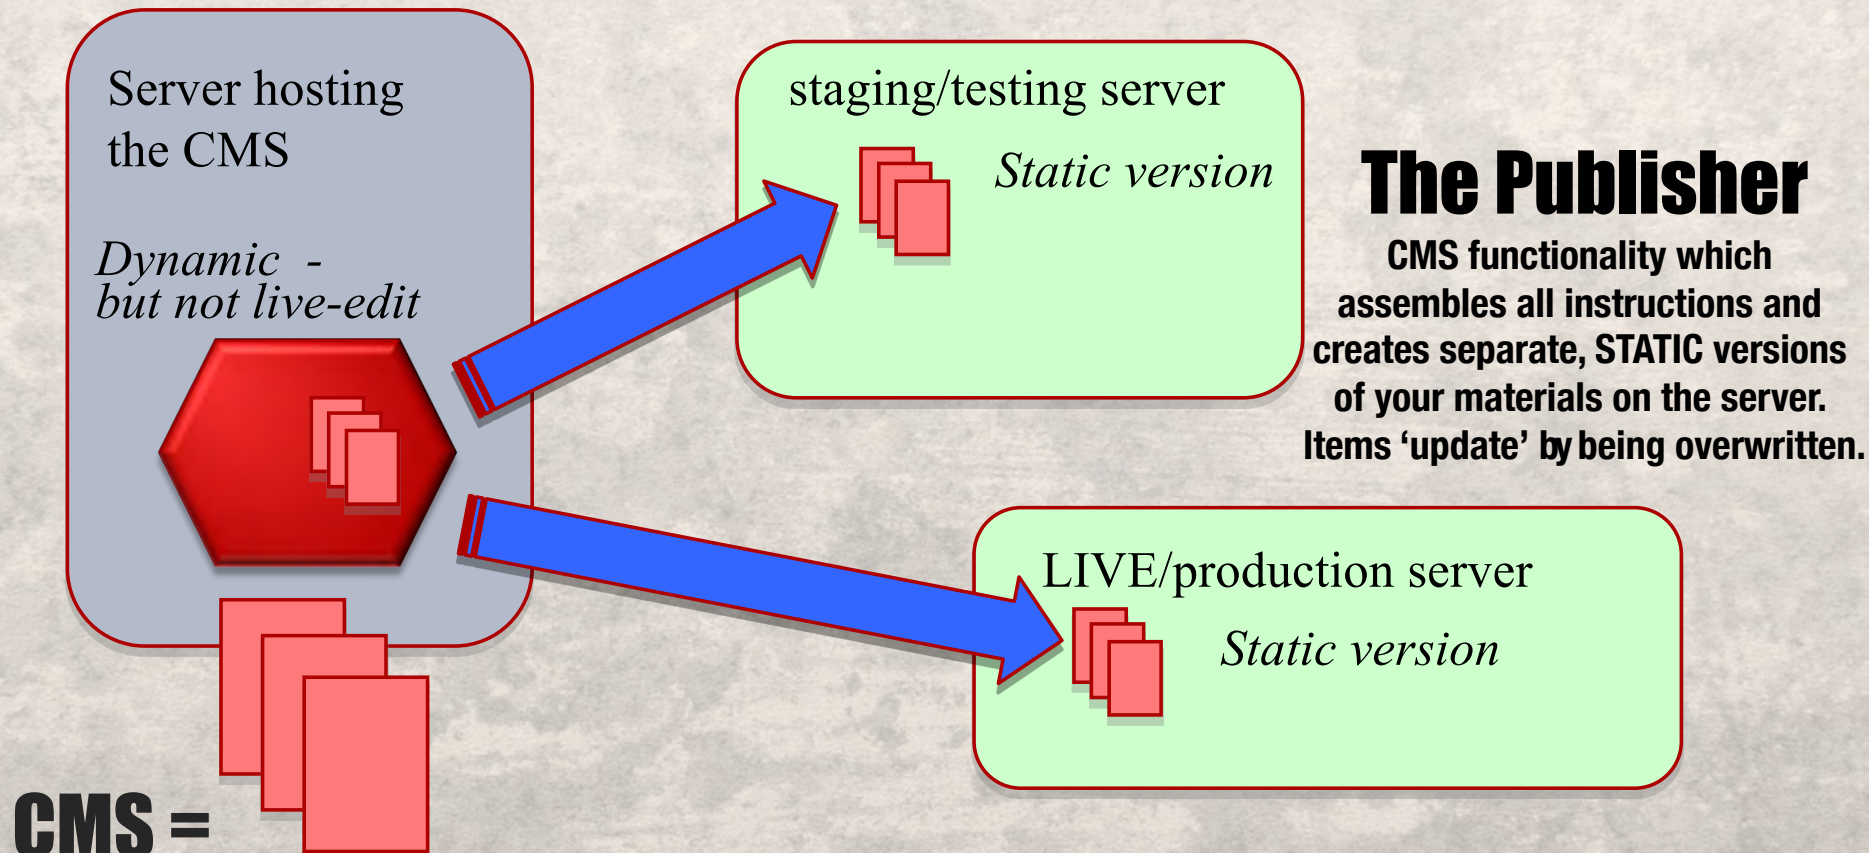 Server hosting
the CMS
Dynamic -
but not live-edit
staging/testing server
Static version
The Publisher
CMS functionality which
assembles all instructions and
creates separate, STATIC versions
of your materials on the server.
Items ‘update’ by being overwritten.
LIVE/production server
Static version
CMS =